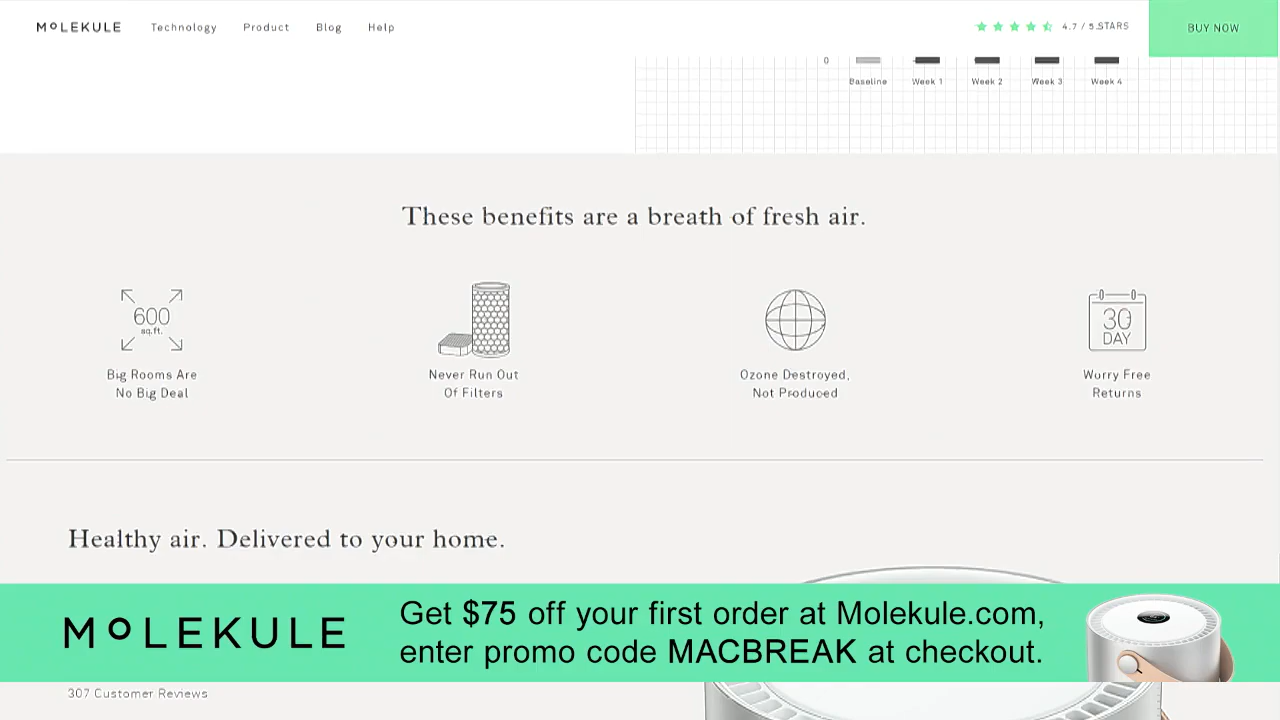 MOLEKULE Technology Product Blog Help 4.7 / 5 STARS BUY NOW
0
Baseline Week 1 Week 2 Week 3 Week 4
These benefits are a breath of fresh air.
600
sq.ft.
30
DAY
Big Rooms Are
No Big Deal
Never Run Out
Of Filters
Ozone Destroyed,
Not Produced
Worry Free
Returns
Healthy air. Delivered to your home.
MOLEKULE
Get $75 off your first order at Molekule.com,
enter promo code MACBREAK at checkout.
307 Customer Reviews